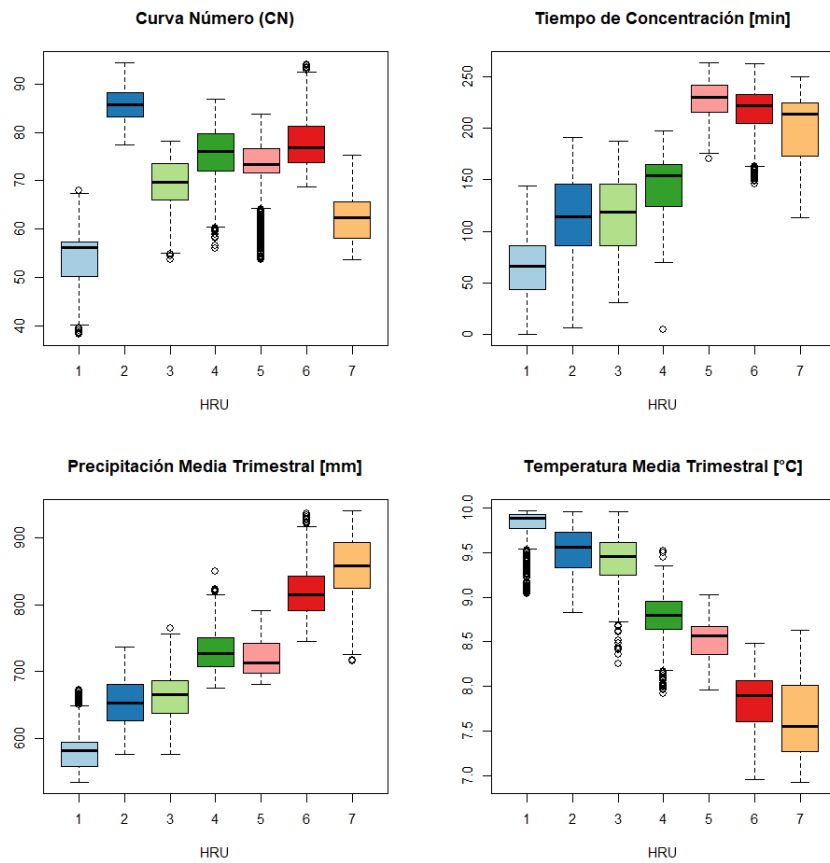 Curva Número (CN)
90
80
70
60
50
40
1 2 3 4 5 6 7
HRU
Tiempo de Concentración [min]
250
200
150
100
50
0
1 2 3 4 5 6 7
HRU
Precipitación Media Trimestral [mm]
900
800
700
600
1 2 3 4 5 6 7
HRU
Temperatura Media Trimestral [°C]
10.0
9.5
9.0
8.5
8.0
7.5
7.0
1 2 3 4 5 6 7
HRU